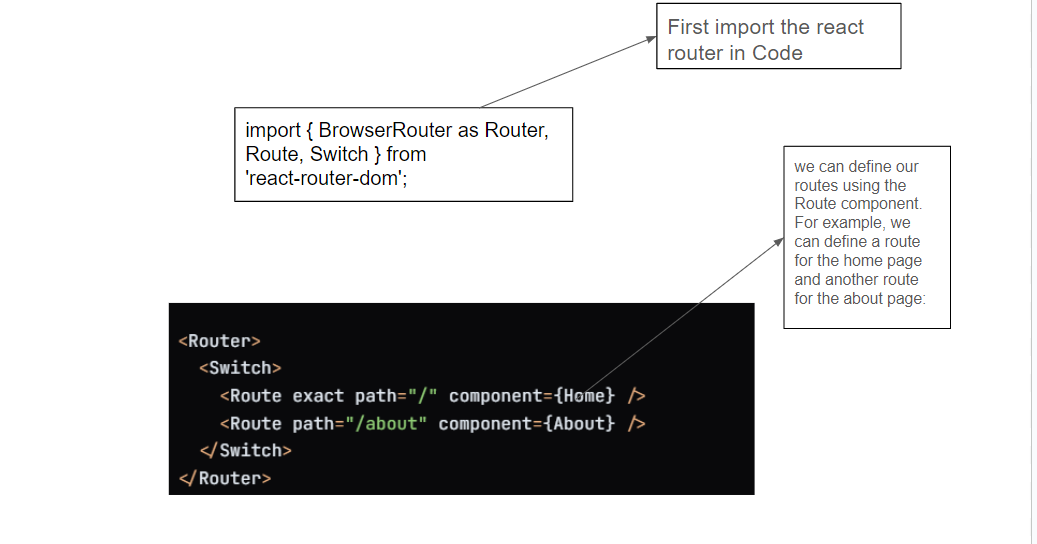 First import the react
router in Code
import { BrowserRouter as Router,
Route, Switch } from
'react-router-dom';
we can define our
routes using the
Route component.
For example, we
can define a route
for the home page
and another route
for the about page:
<Router>
  <Switch>
    <Route exact path="/" component={Home} />
    <Route path="/about" component={About} />
  </Switch>
</Router>